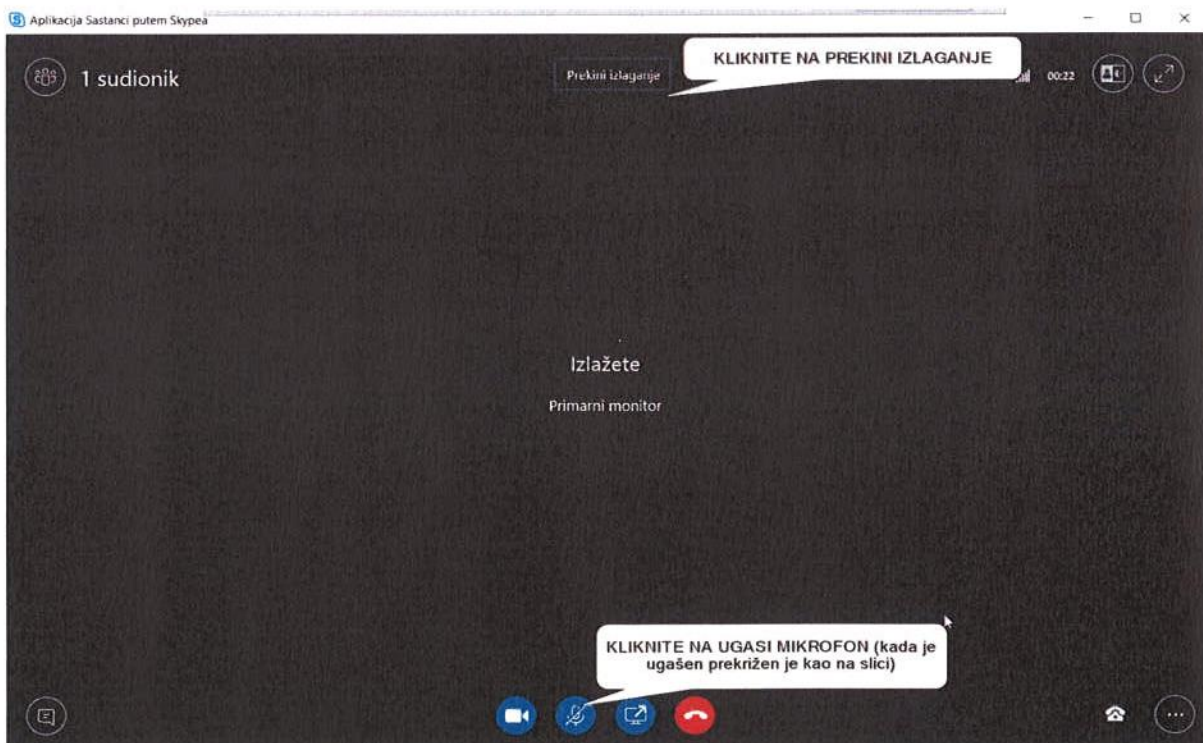 Aplikacija Sastanci putem Skypea
1 sudionik
Prekini izlaganje
KLIKNITE NA PREKINI IZLAGANJE
00:22
Izlažete
Primarni monitor
KLIKNITE NA UGASI MIKROFON (kada je
ugašen prekrižen je kao na slici)